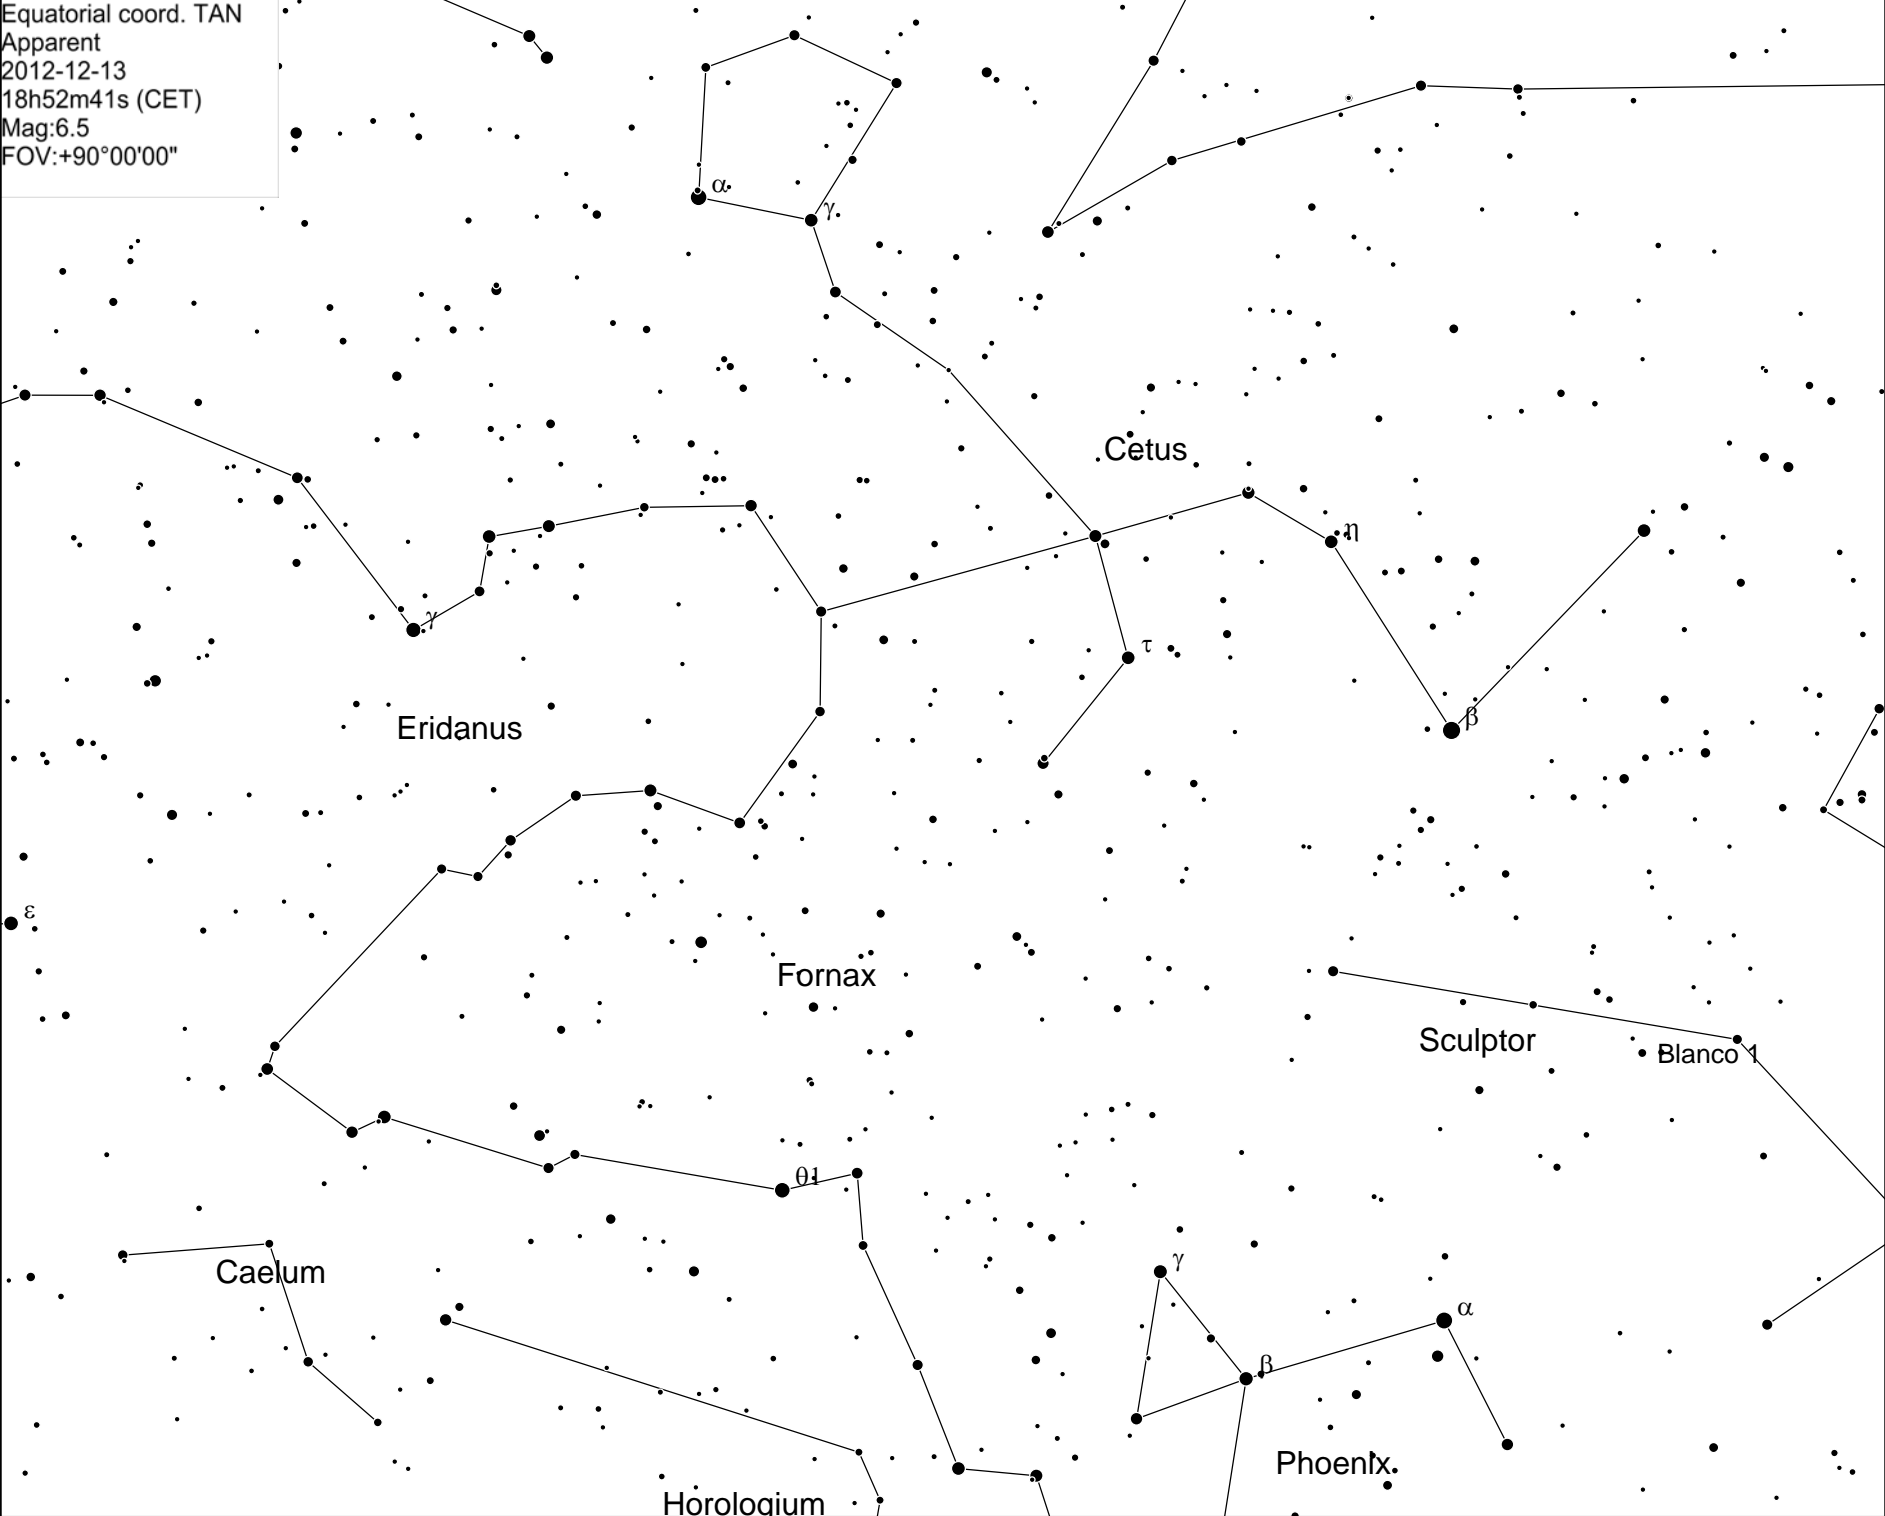 Equatorial coord. TAN
Apparent
2012-12-13
18h52m41s (CET)
Mag:6.5
FOV:+90°00'00"
α
γ
Cetus
η
γ
τ
β
Eridanus
ε
Fornax
Sculptor
Blanco 1
θ1
γ
Caelum
α
β
Phoenix
Horologium